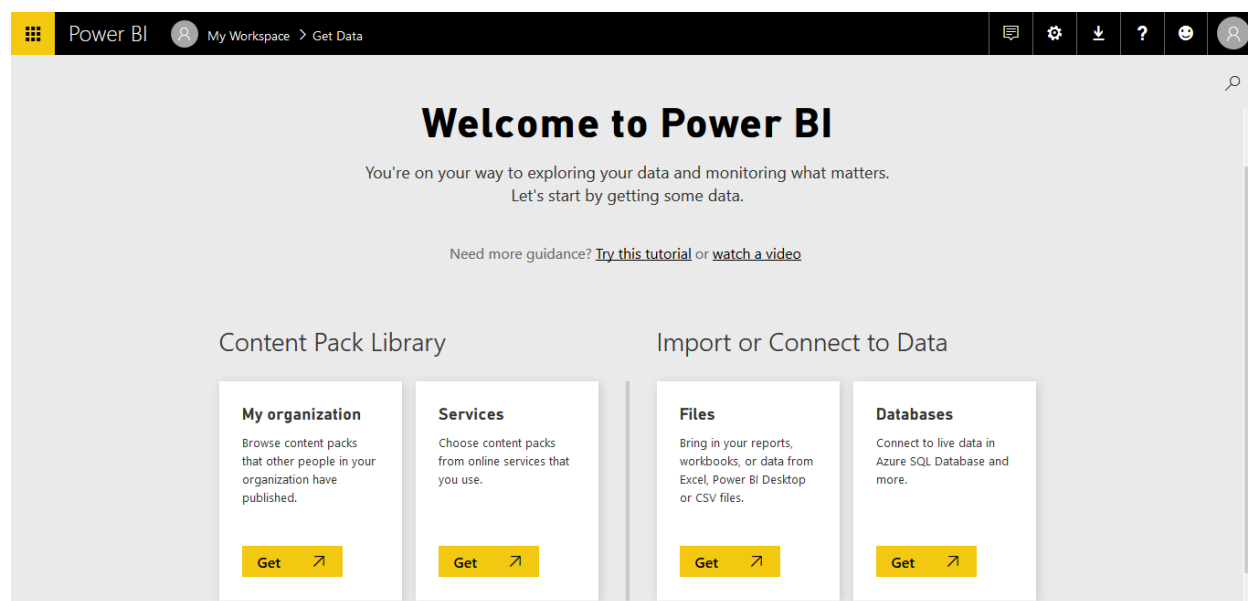 Power BI My Workspace > Get Data ?
Welcome to Power BI
You're on your way to exploring your data and monitoring what matters.
Let's start by getting some data.
Need more guidance? Try this tutorial or watch a video
Content Pack Library
Import or Connect to Data
My organization
Browse content packs
that other people in your
organization have
published.
Get
Services
Choose content packs
from online services that
you use.
Get
Files
Bring in your reports,
workbooks, or data from
Excel, Power BI Desktop
or CSV files.
Get
Databases
Connect to live data in
Azure SQL Database and
more.
Get